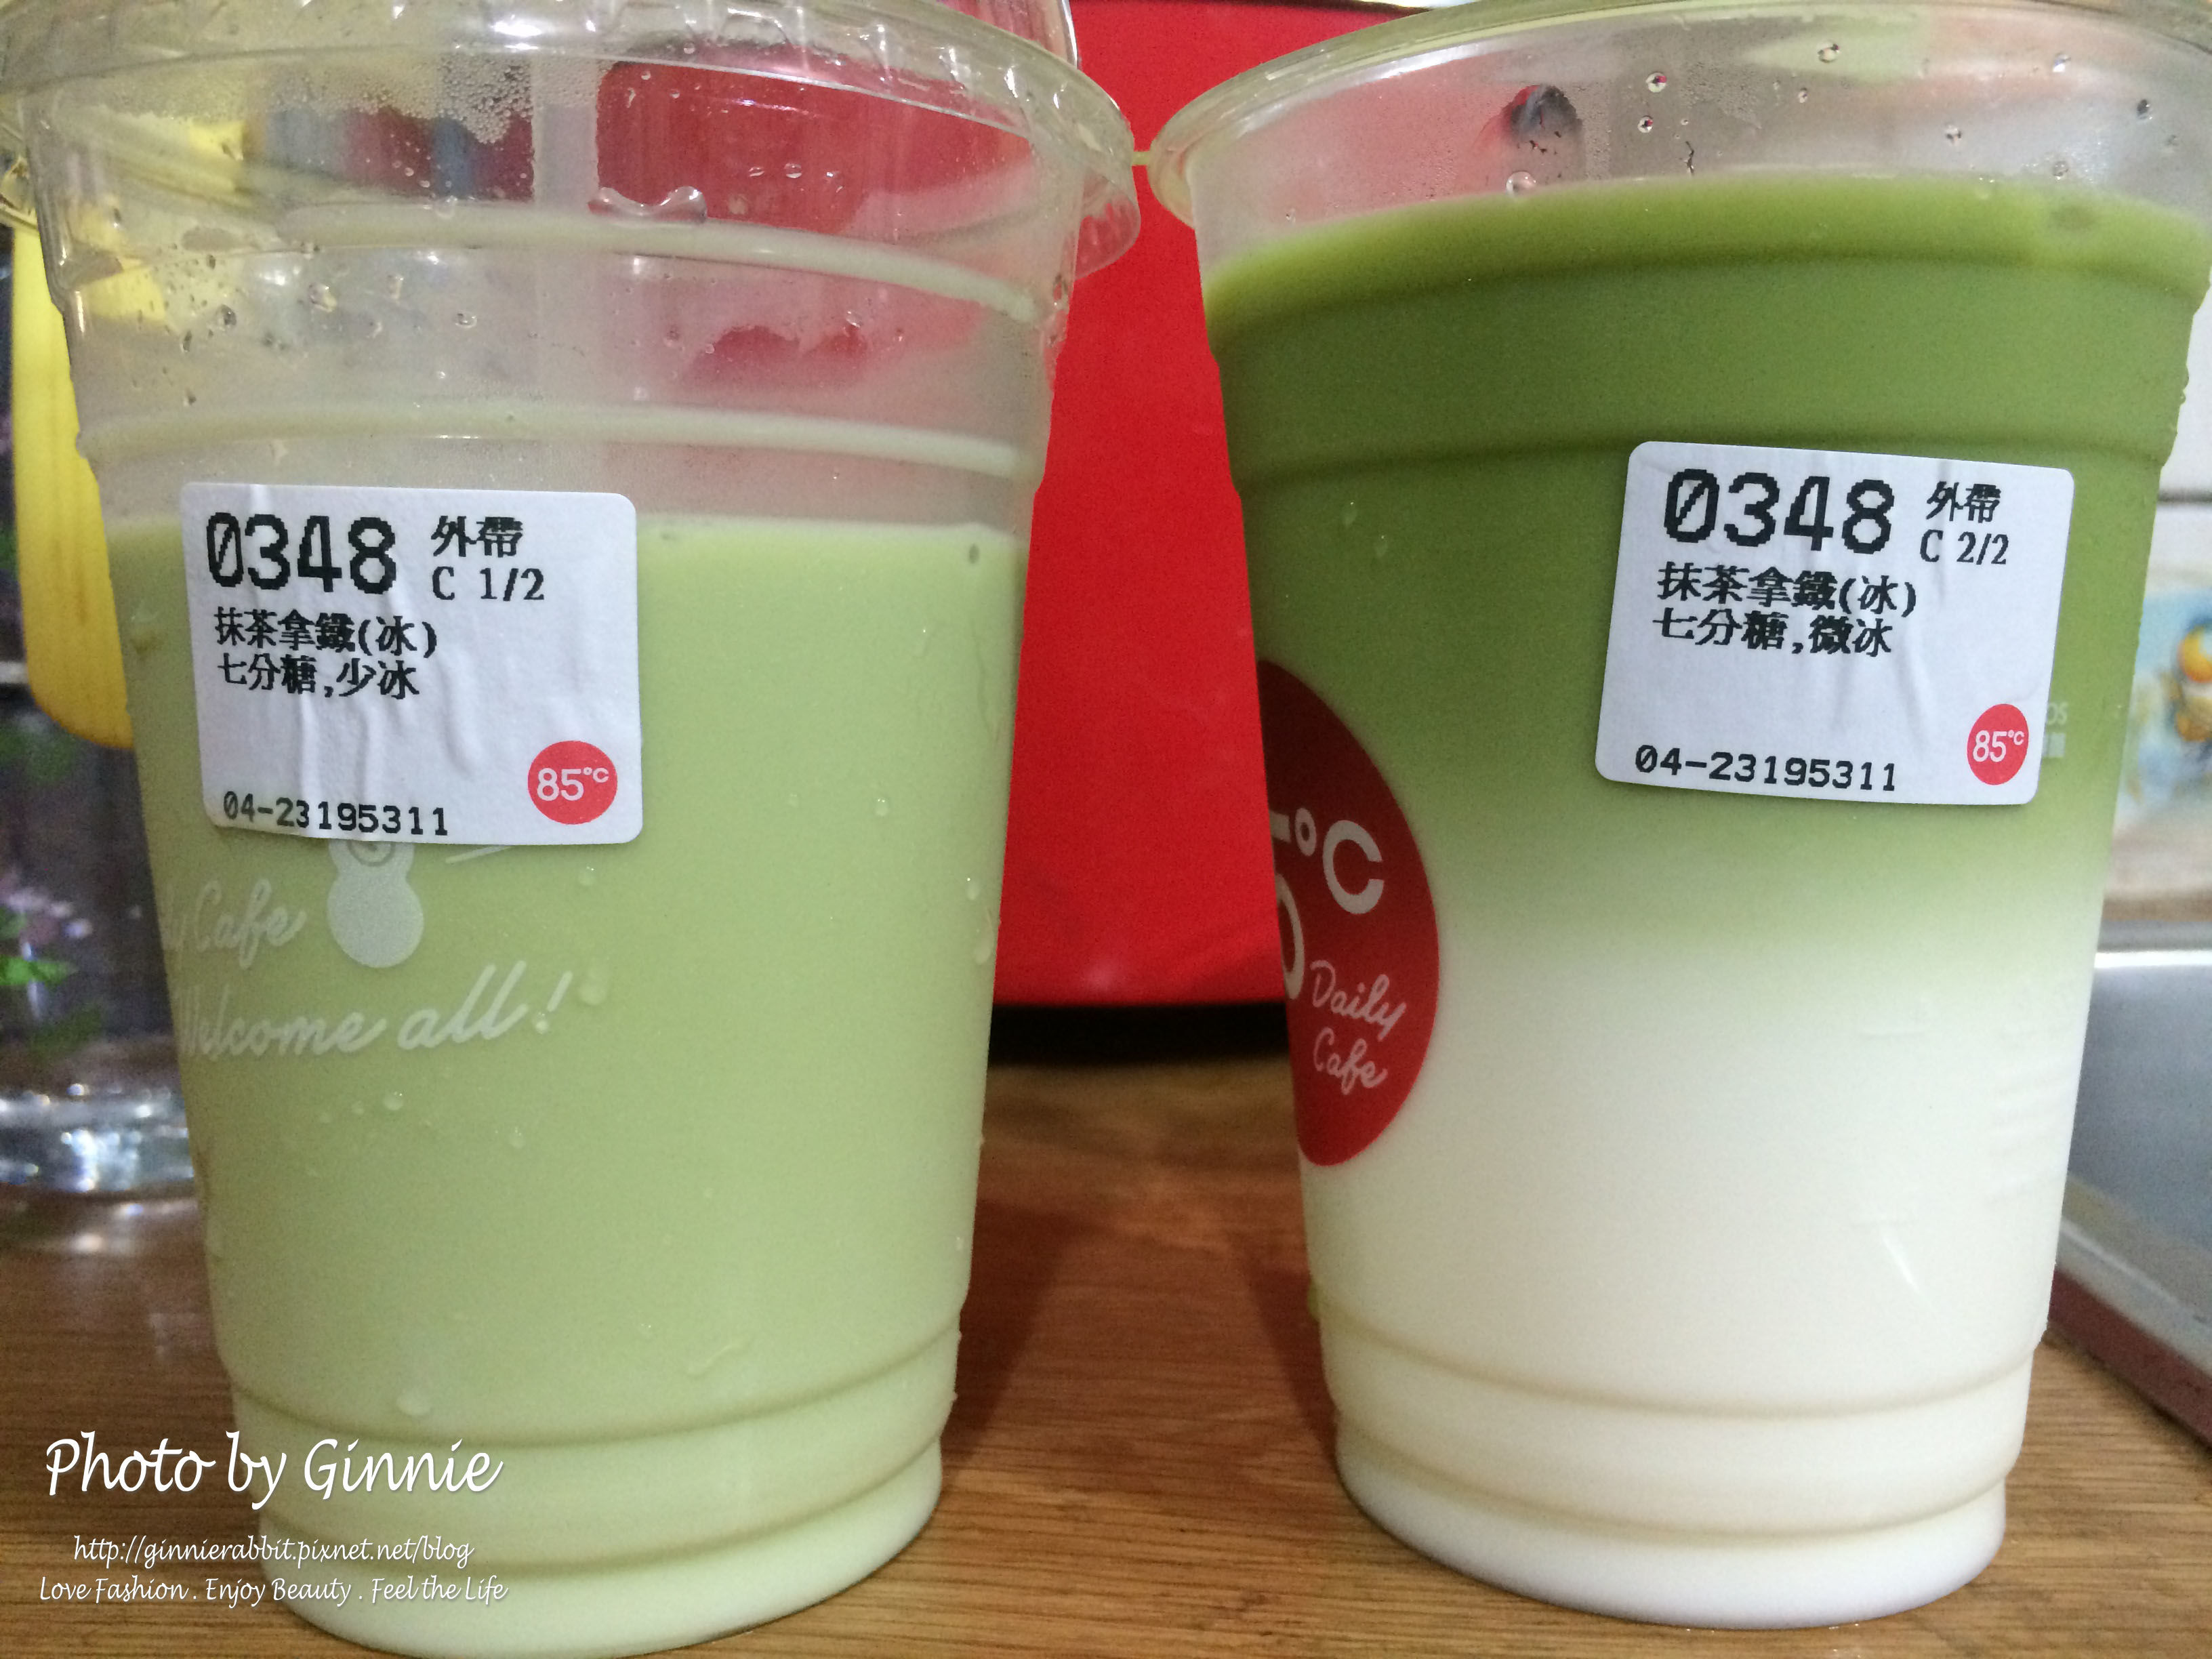 0348 外帶
C 1/2
抹茶拿鐵(冰)
七分糖,少冰
85°C
04-23195311
Cafe
Welcome all!
0348 外帶
C 2/2
抹茶拿鐵(冰)
七分糖,微冰
85°C
04-23195311
5°C
Daily
Cafe
Photo by Ginnie
http://ginnierabbit.pixnet.net/blog
Love Fashion . Enjoy Beauty . Feel the Life